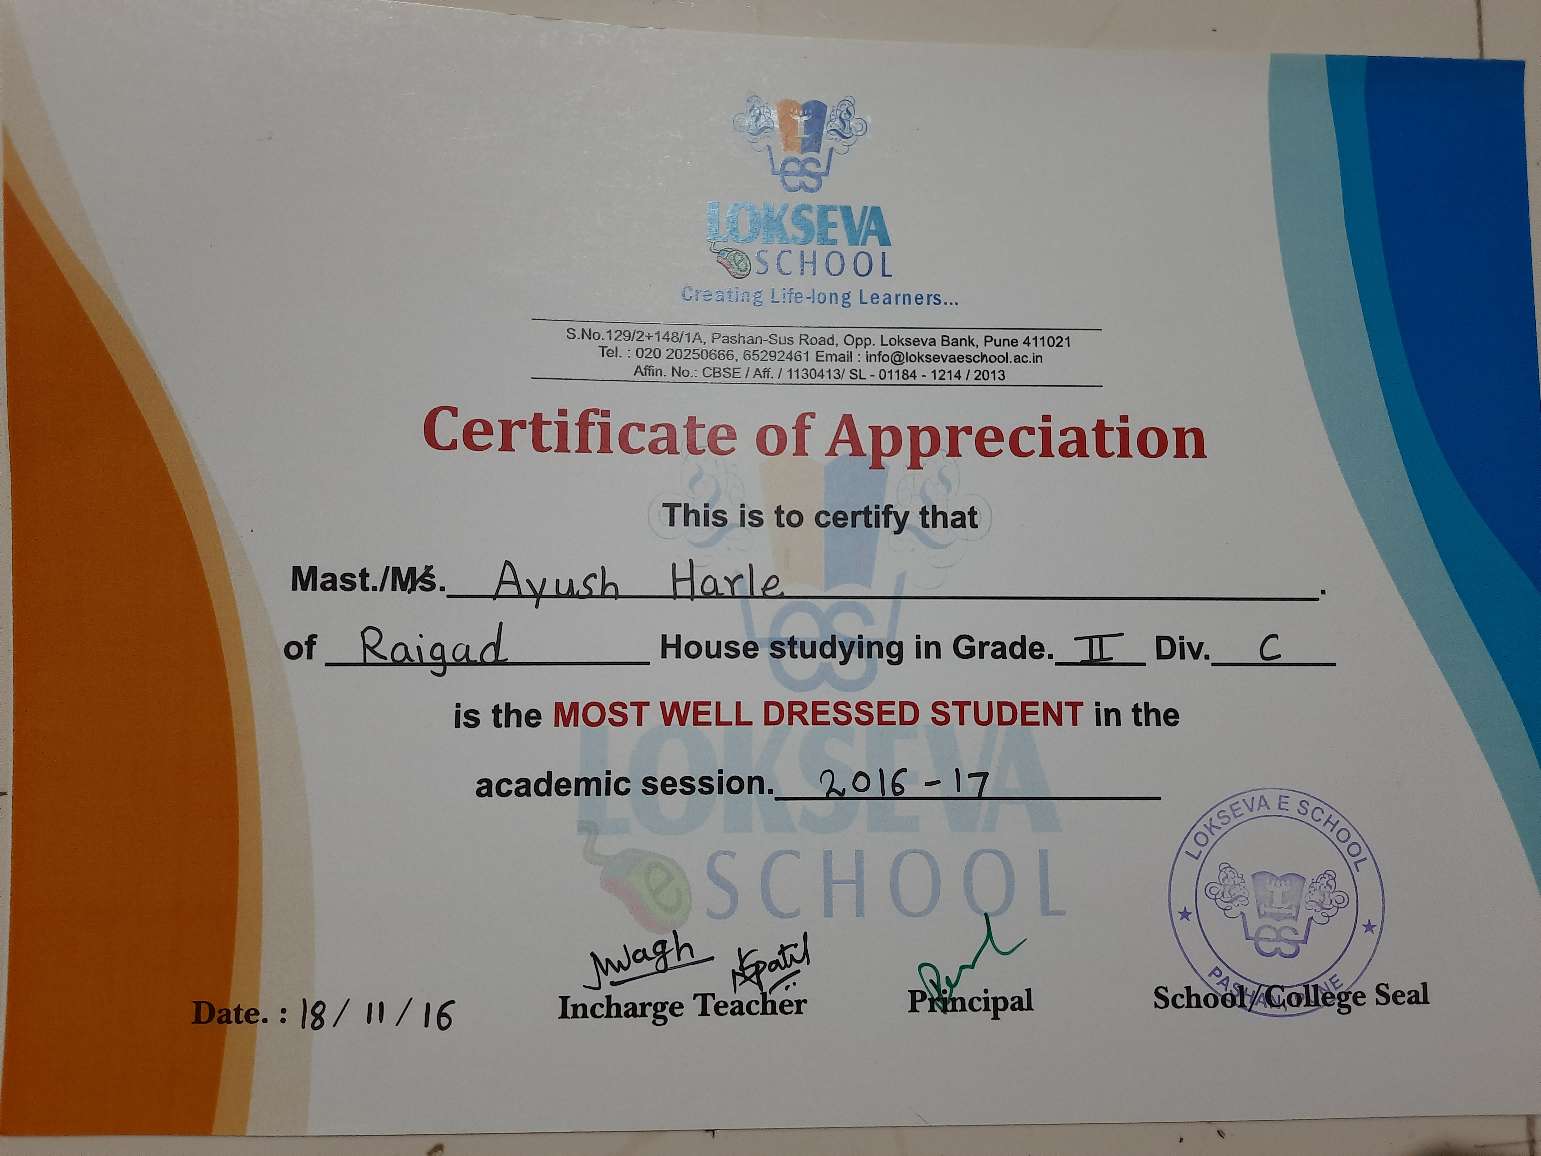 LOKSEVA
e SCHOOL
Creating Life-long Learners...
S.No.129/2+148/1A, Pashan-Sus Road, Opp. Lokseva Bank, Pune 411021
Tel. : 020 20250666, 65292461 Email : info@loksevaeschool.ac.in
Affin. No.: CBSE / Aff. / 1130413/ SL - 01184 - 1214 / 2013
Certificate of Appreciation
This is to certify that
Mast./Ms. Ayush Harle.
of Raigad House studying in Grade. II Div. C
is the MOST WELL DRESSED STUDENT in the
academic session. 2016-17
LOKSEVA
e SCHOOL
LOKSEVA E SCHOOL
es
PASHAN, PUNE
Date. : 18/11/16 Incharge Teacher Principal School/College Seal